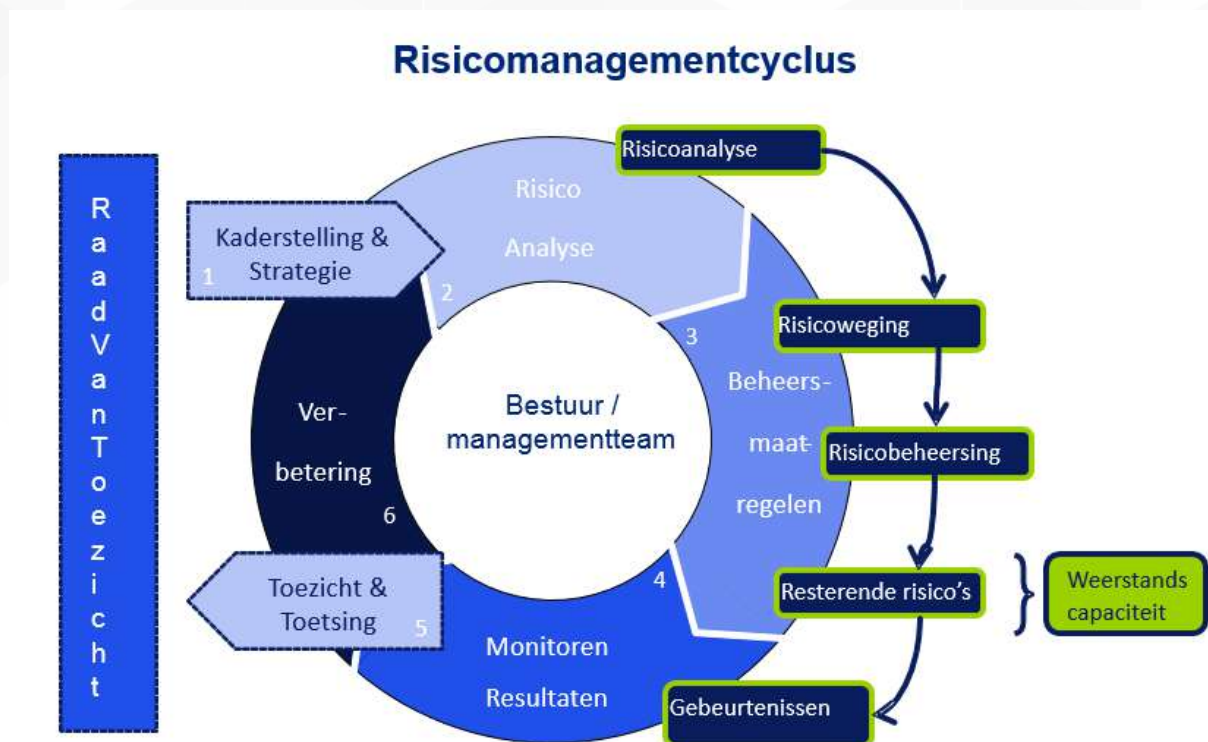 Risicomanagementcyclus
RaadVanToezicht
Kaderstelling &
Strategie
1
Risico
Analyse
2
3
Beheers-
maat-
regelen
4
Monitoren
Resultaten
Toezicht &
Toetsing
5
Ver-
betering
6
Bestuur /
managementteam
Risicoanalyse
Risicoweging
Risicobeheersing
Resterende risico's
Weerstands
capaciteit
Gebeurtenissen